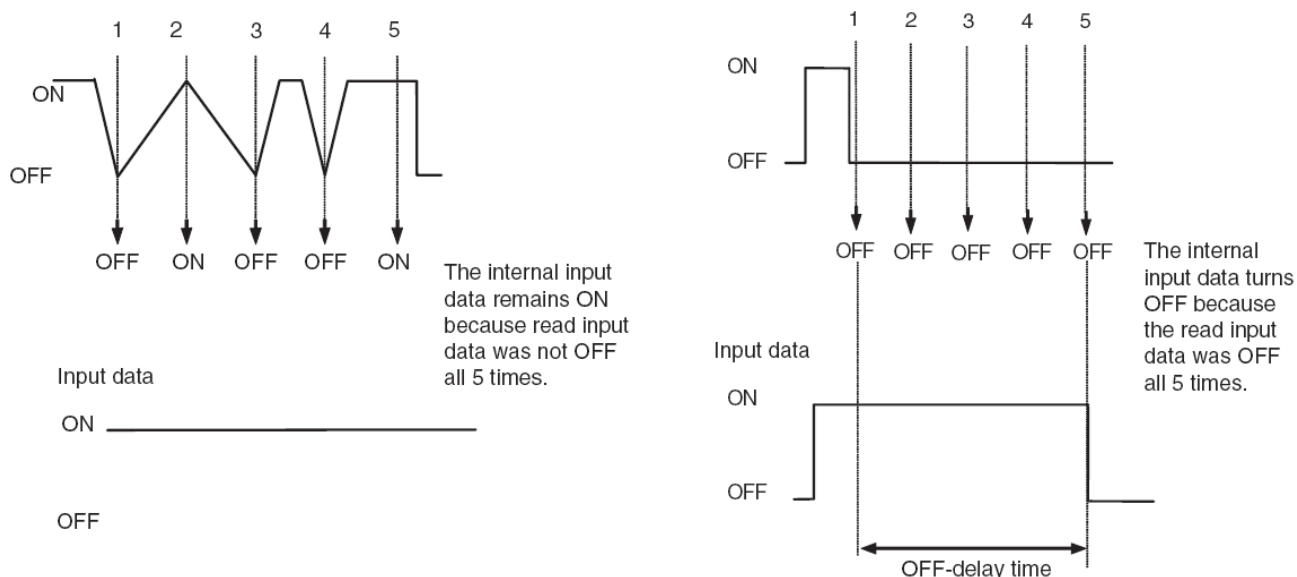 1 2 3 4 5
ON
OFF
OFF ON OFF OFF ON
The internal input
data remains ON
because read input
data was not OFF
all 5 times.
Input data
ON
OFF
1 2 3 4 5
ON
OFF
OFF OFF OFF OFF OFF
The internal
input data turns
OFF because
the read input
data was OFF
all 5 times.
Input data
ON
OFF
OFF-delay time